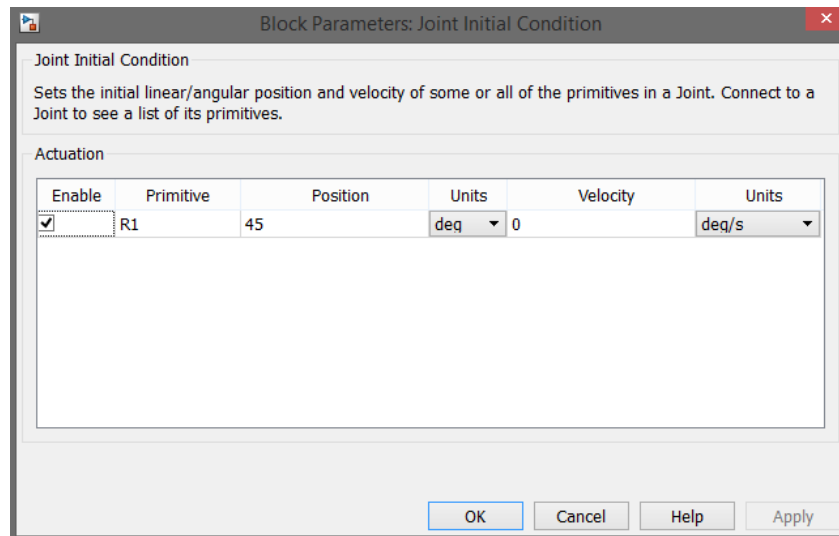 Block Parameters: Joint Initial Condition
Joint Initial Condition
Sets the initial linear/angular position and velocity of some or all of the primitives in a Joint. Connect to a
Joint to see a list of its primitives.
Actuation
Enable Primitive Position Units Velocity Units
R1 45 deg 0 deg/s
OK Cancel Help Apply